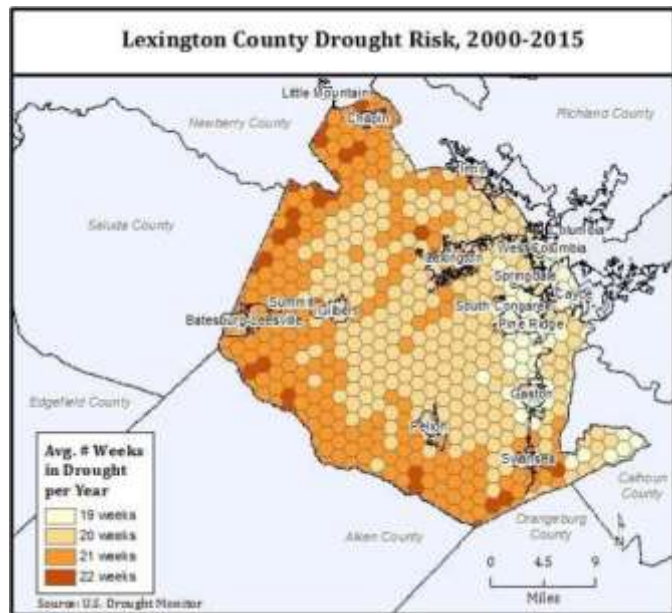 Lexington County Drought Risk, 2000-2015
Little Mountain
Chapin
Newberry County
Richland County
Irmo
Saluda County
Columbia
West Columbia
Lexington
Springdale
Cayce
Summit
Gilbert
South Congaree
Batesburg-Leesville
Pine Ridge
Edgefield County
Gaston
Pelion
Swansea
Calhoun
County
Orangeburg
County
Aiken County
N
Avg. # Weeks
in Drought
per Year
19 weeks
20 weeks
21 weeks
22 weeks
0 4.5 9
Miles
Source: U.S. Drought Monitor